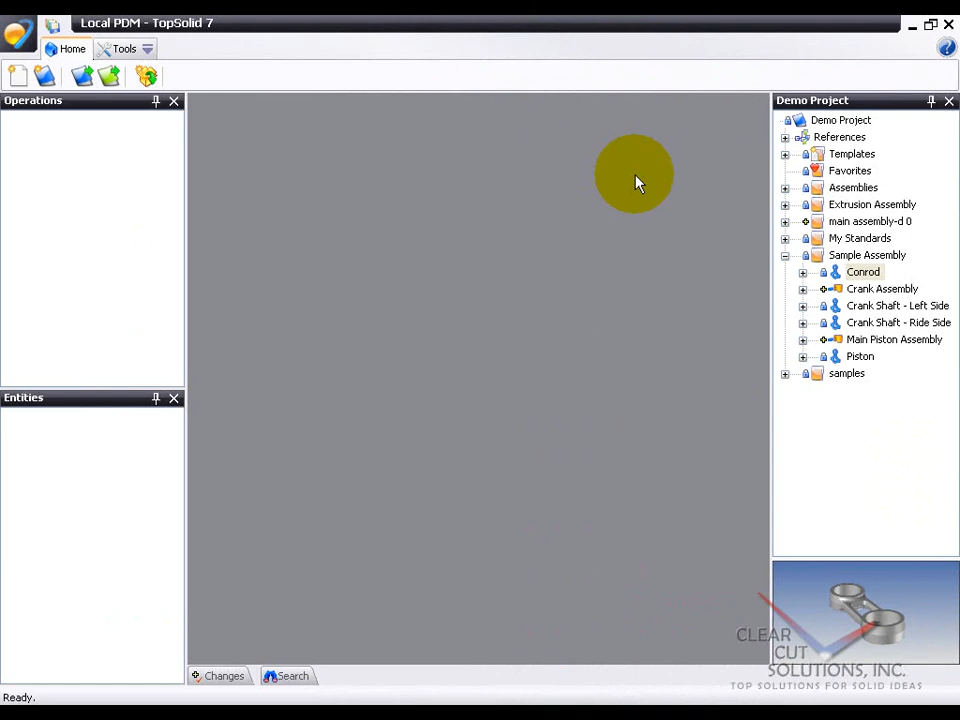 Local PDM - TopSolid 7
Home
Tools
Operations
Entities
Demo Project
Demo Project
References
Templates
Favorites
Assemblies
Extrusion Assembly
main assembly-d 0
My Standards
Sample Assembly
Conrod
Crank Assembly
Crank Shaft - Left Side
Crank Shaft - Ride Side
Main Piston Assembly
Piston
samples
CLEAR
CUT
SOLUTIONS, INC.
TOP SOLUTIONS FOR SOLID IDEAS
Changes
Search
Ready.